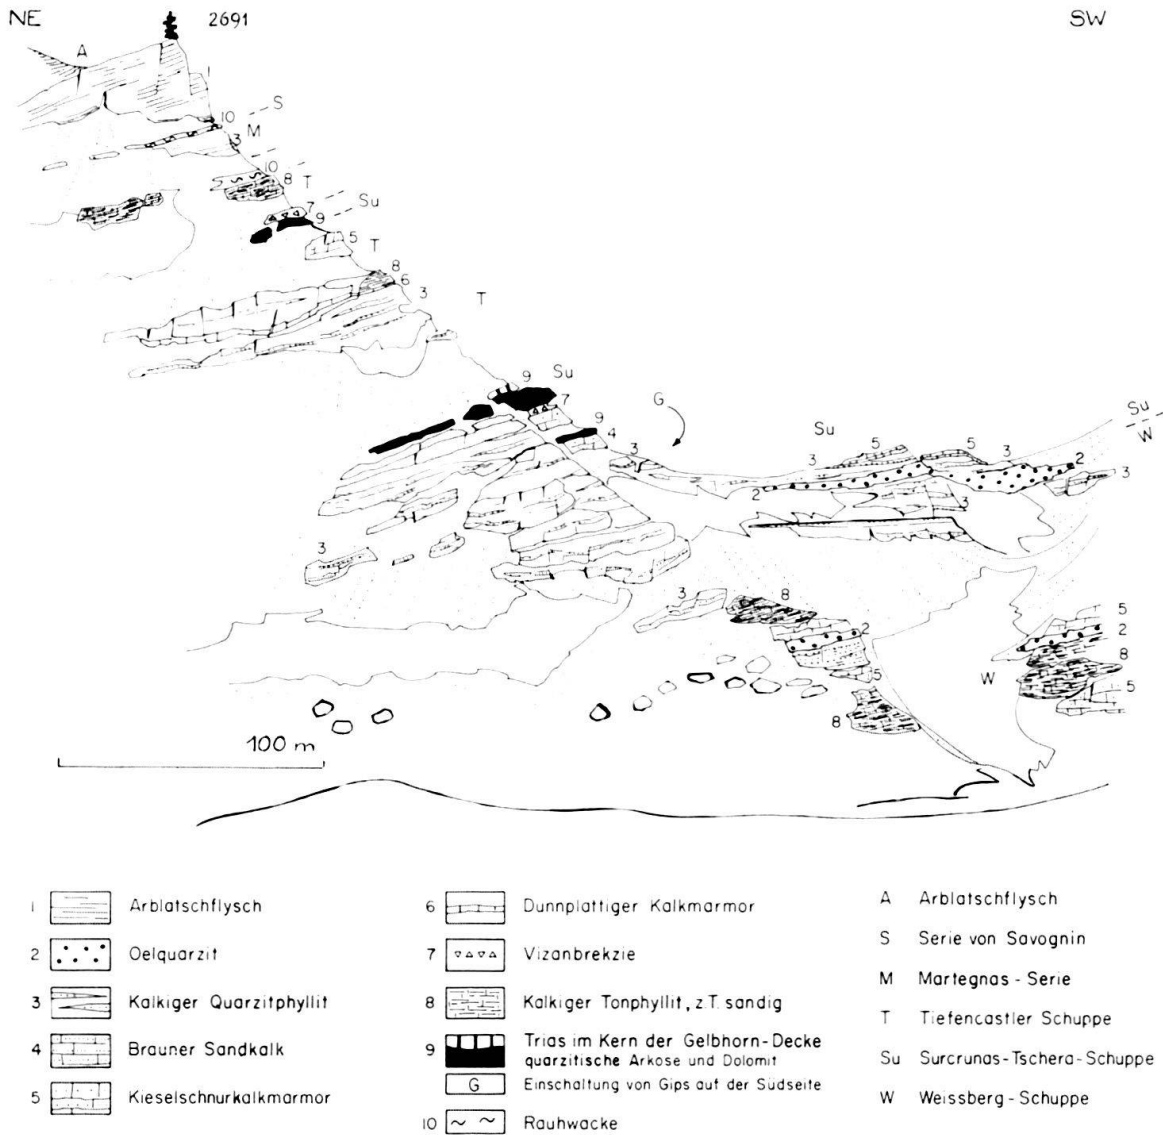 NE 2691 SW
A
1
10 S
M
3
10
8 T
7 Su
9
5
T
8
6
3 T
9 Su
7
G
9 Su 5 5 Su
4 3 3 3 W
2
2 3
3
3
3 8 5
2 2
8
5 W 5
8
100 m
1 Arblatschflysch
2 Oelquarzit
3 Kalkiger Quarzitphyllit
4 Brauner Sandkalk
5 Kieselschnurkalkmarmor
6 Dunnplattiger Kalkmarmor
7 Vizanbrekzie
8 Kalkiger Tonphyllit, z.T. sandig
9 Trias im Kern der Gelbhorn-Decke
quarzitische Arkose und Dolomit
G Einschaltung von Gips auf der Südseite
10 Rauhwacke
A Arblatschflysch
S Serie von Savognin
M Martegnas - Serie
T Tiefencastler Schuppe
Su Surcrunas-Tschera-Schuppe
W Weissberg - Schuppe